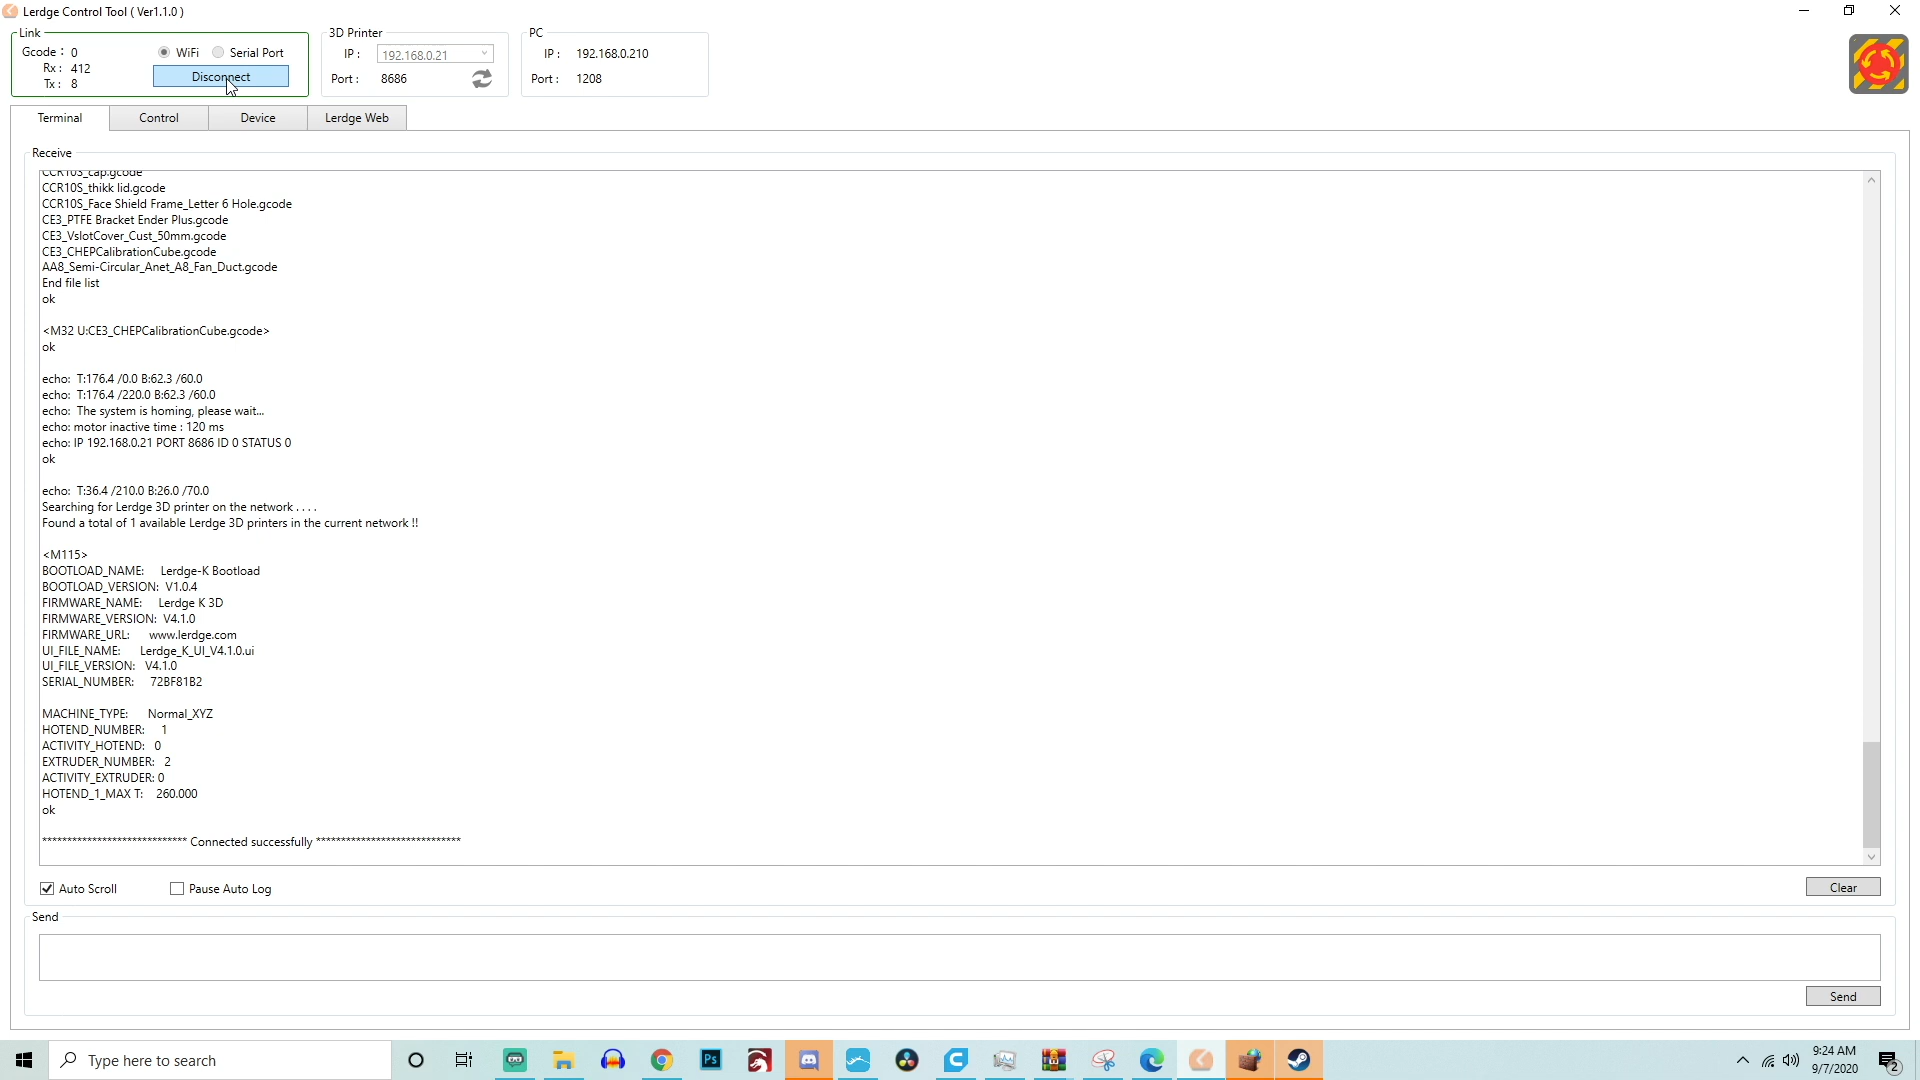 Lerdge Control Tool ( Ver1.1.0 )
Link
Gcode : 0
Rx : 412
Tx : 8
WiFi
Serial Port
Disconnect
3D Printer
IP : 192.168.0.21
Port : 8686
PC
IP : 192.168.0.210
Port : 1208
Terminal
Control
Device
Lerdge Web
Receive
CCR10S_cap.gcode
CCR10S_thikk lid.gcode
CCR10S_Face Shield Frame_Letter 6 Hole.gcode
CE3_PTFE Bracket Ender Plus.gcode
CE3_VslotCover_Cust_50mm.gcode
CE3_CHEPCalibrationCube.gcode
AA8_Semi-Circular_Anet_A8_Fan_Duct.gcode
End file list
ok
<M32 U:CE3_CHEPCalibrationCube.gcode>
ok
echo: T:176.4 /0.0 B:62.3 /60.0
echo: T:176.4 /220.0 B:62.3 /60.0
echo: The system is homing, please wait...
echo: motor inactive time : 120 ms
echo: IP 192.168.0.21 PORT 8686 ID 0 STATUS 0
ok
echo: T:36.4 /210.0 B:26.0 /70.0
Searching for Lerdge 3D printer on the network . . . .
Found a total of 1 available Lerdge 3D printers in the current network !!
<M115>
BOOTLOAD_NAME: Lerdge-K Bootload
BOOTLOAD_VERSION: V1.0.4
FIRMWARE_NAME: Lerdge K 3D
FIRMWARE_VERSION: V4.1.0
FIRMWARE_URL: www.lerdge.com
UI_FILE_NAME: Lerdge_K_UI_V4.1.0.ui
UI_FILE_VERSION: V4.1.0
SERIAL_NUMBER: 72BF81B2
MACHINE_TYPE: Normal_XYZ
HOTEND_NUMBER: 1
ACTIVITY_HOTEND: 0
EXTRUDER_NUMBER: 2
ACTIVITY_EXTRUDER: 0
HOTEND_1_MAX T: 260.000
ok
***************************** Connected successfully *****************************
Auto Scroll
Pause Auto Log
Clear
Send
Send
Type here to search
Ps
9:24 AM
9/7/2020
2